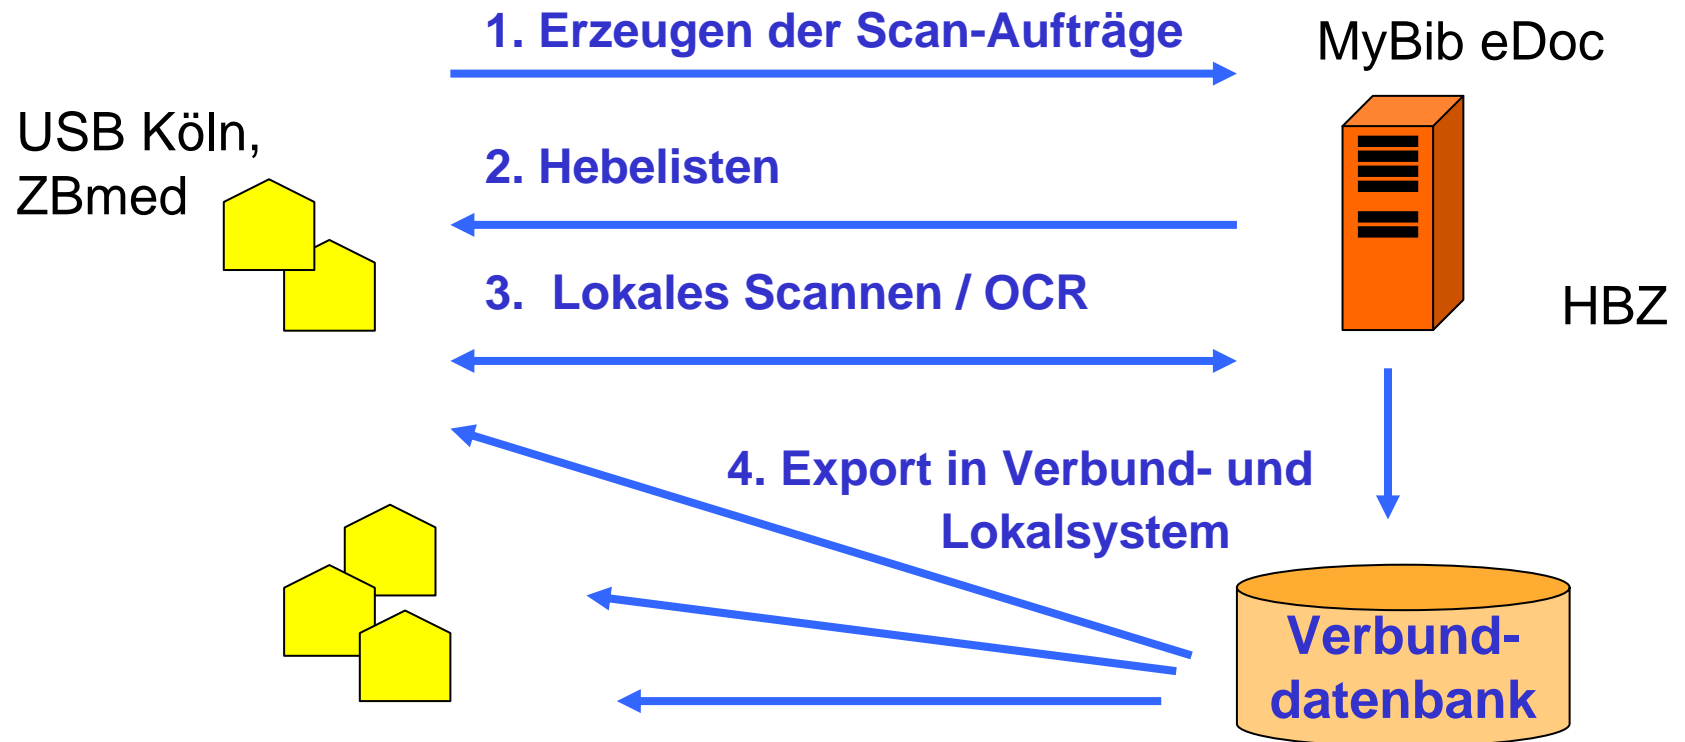 1. Erzeugen der Scan-Aufträge
MyBib eDoc
USB Köln,
ZBmed
2. Hebelisten
3. Lokales Scannen / OCR
HBZ
4. Export in Verbund- und
Lokalsystem
Verbund-
datenbank